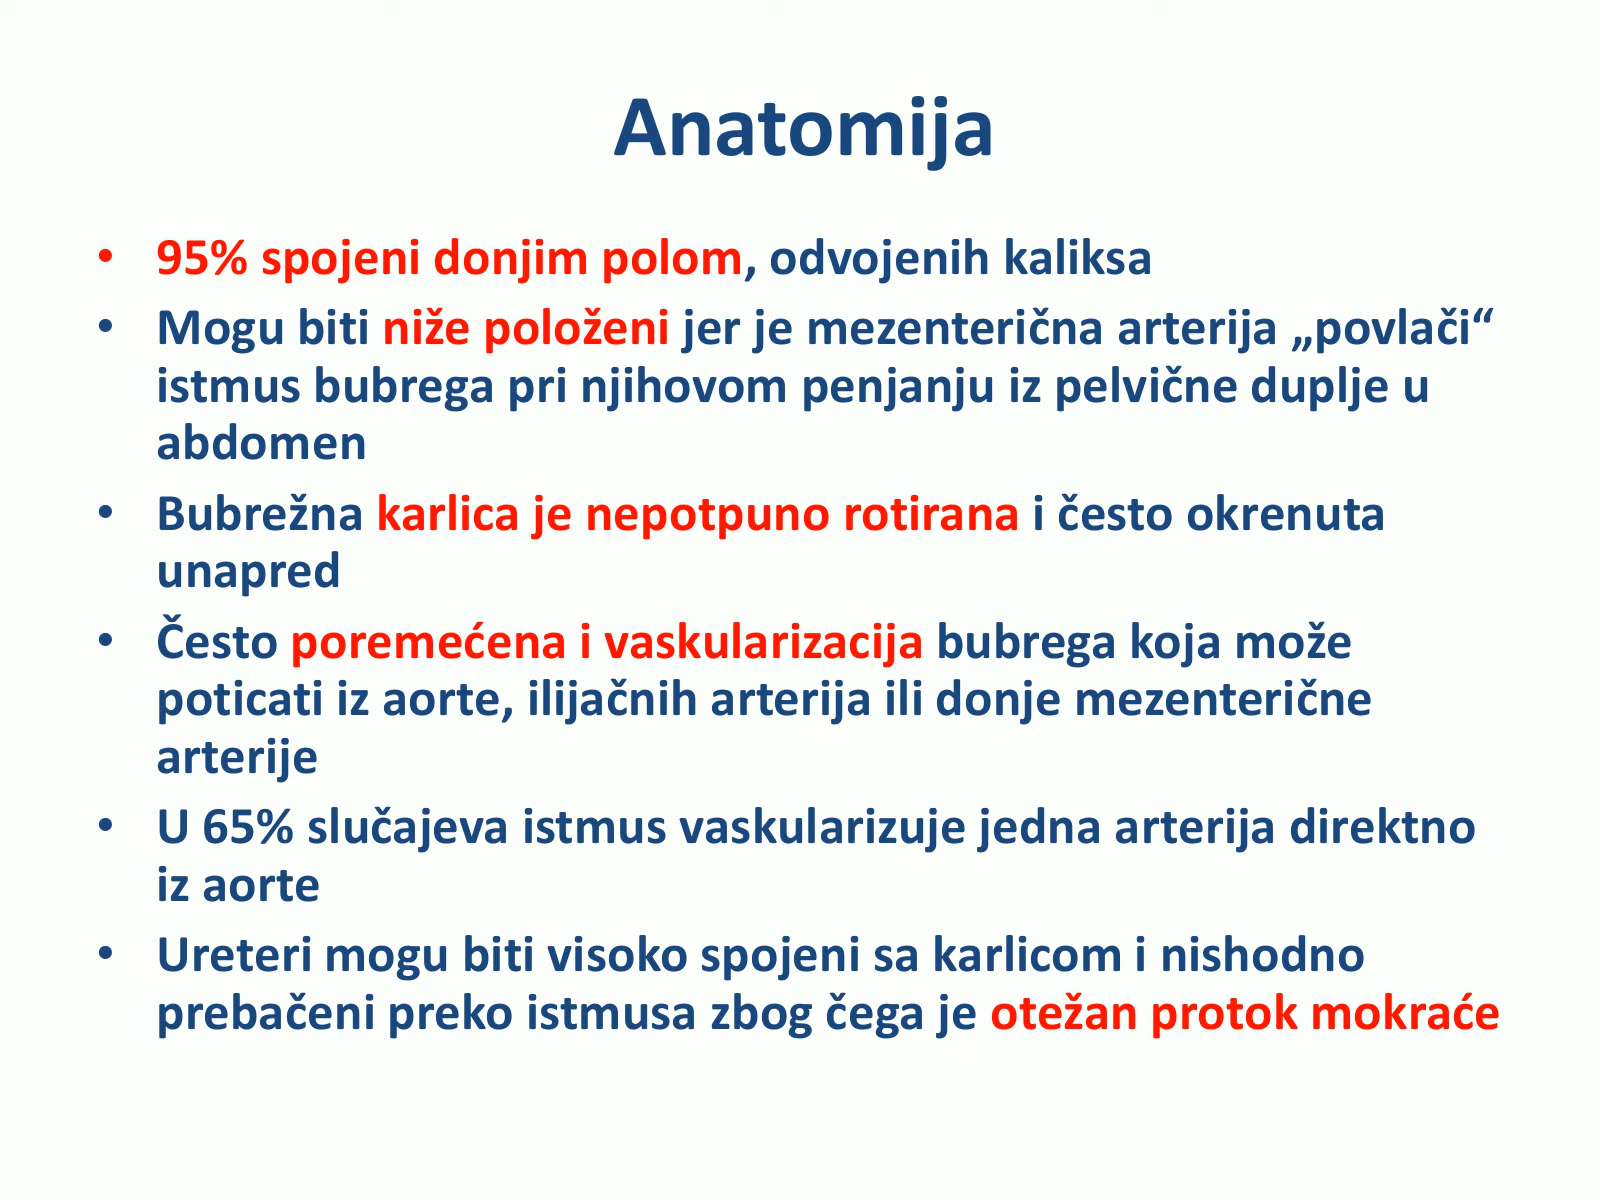 Anatomija
• 95% spojeni donjim polom, odvojenih kaliksa
• Mogu biti niže položeni jer je mezenterična arterija „povlači“
istmus bubrega pri njihovom penjanju iz pelvične duplje u
abdomen
• Bubrežna karlica je nepotpuno rotirana i često okrenuta
unapred
• Često poremećena i vaskularizacija bubrega koja može
poticati iz aorte, ilijačnih arterija ili donje mezenterične
arterije
• U 65% slučajeva istmus vaskularizuje jedna arterija direktno
iz aorte
• Ureteri mogu biti visoko spojeni sa karlicom i nishodno
prebačeni preko istmusa zbog čega je otežan protok mokraće